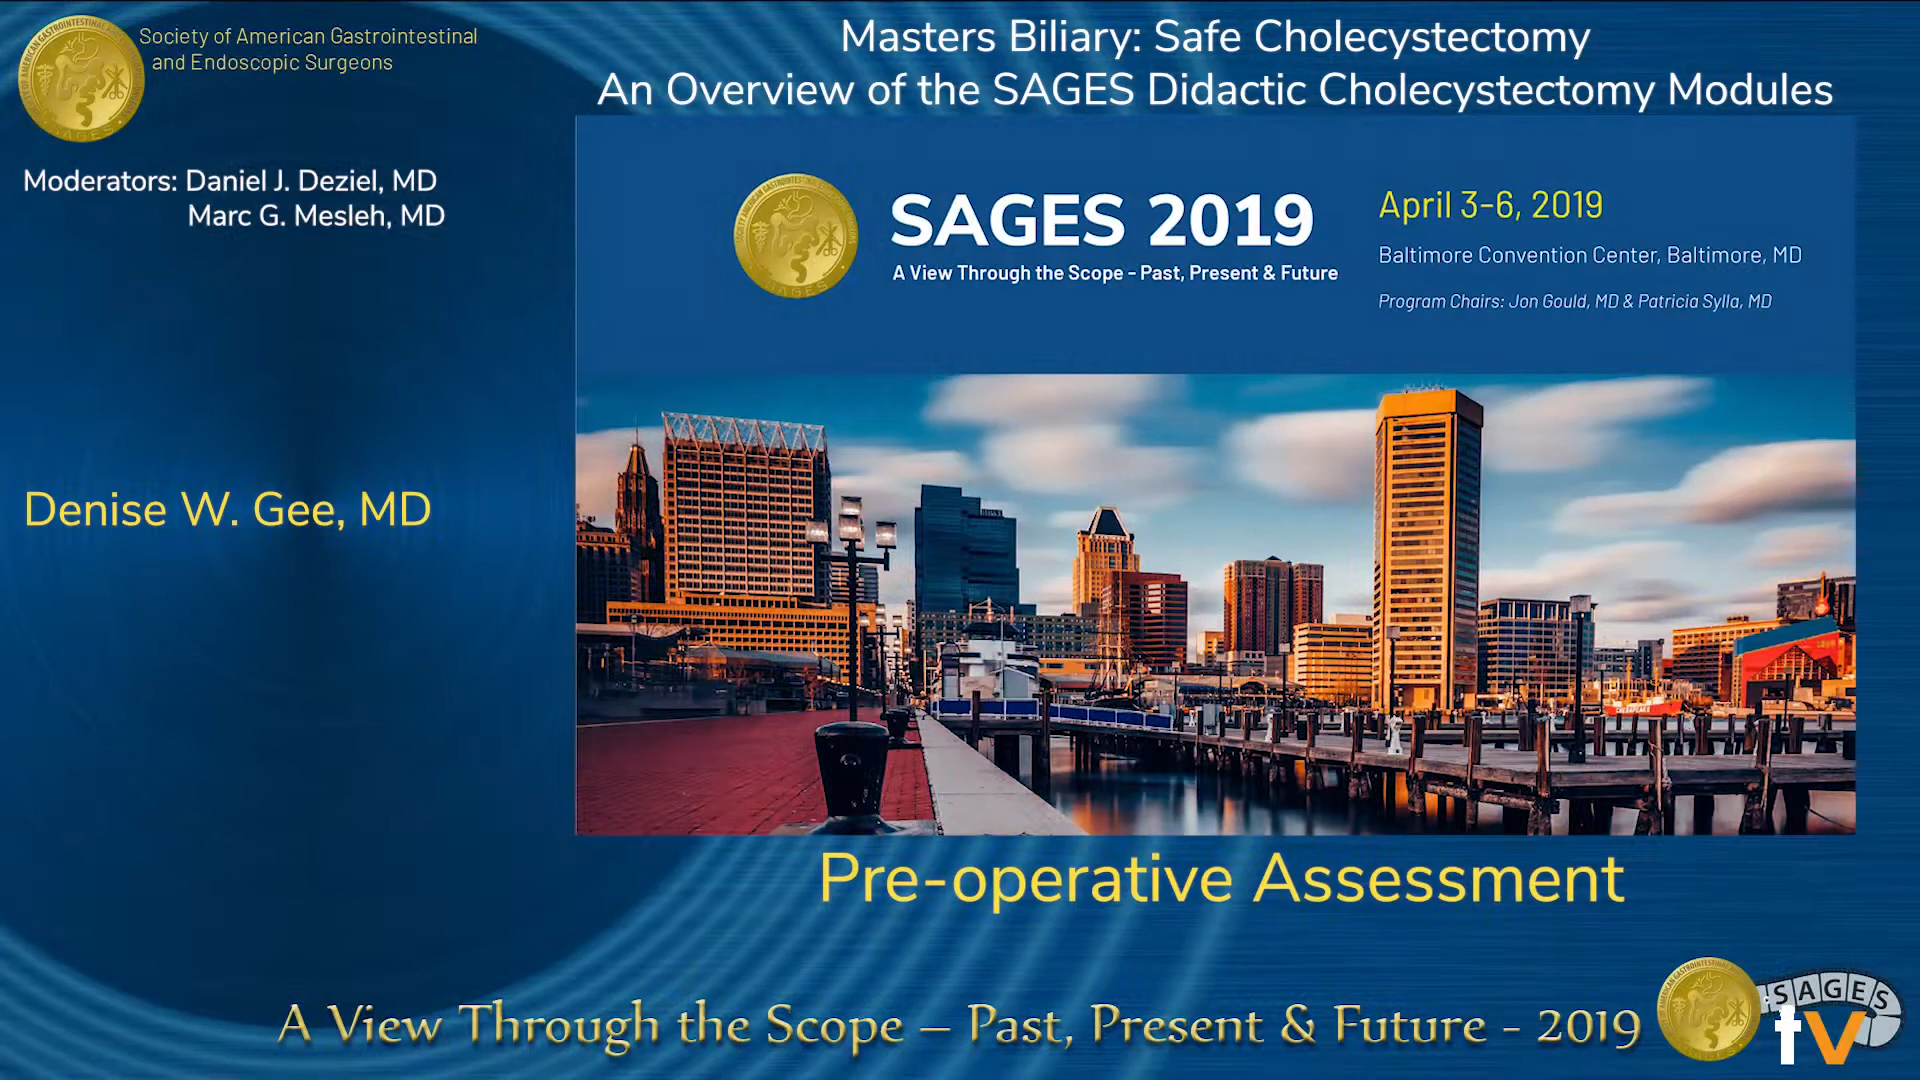 Society of American Gastrointestinal
and Endoscopic Surgeons
Masters Biliary: Safe Cholecystectomy
An Overview of the SAGES Didactic Cholecystectomy Modules
Moderators: Daniel J. Deziel, MD
Marc G. Mesleh, MD
SAGES 2019
A View Through the Scope - Past, Present & Future
April 3-6, 2019
Baltimore Convention Center, Baltimore, MD
Program Chairs: Jon Gould, MD & Patricia Sylla, MD
Denise W. Gee, MD
CHESAPEAKE
Pre-operative Assessment
A View Through the Scope – Past, Present & Future - 2019
SAGES
tv